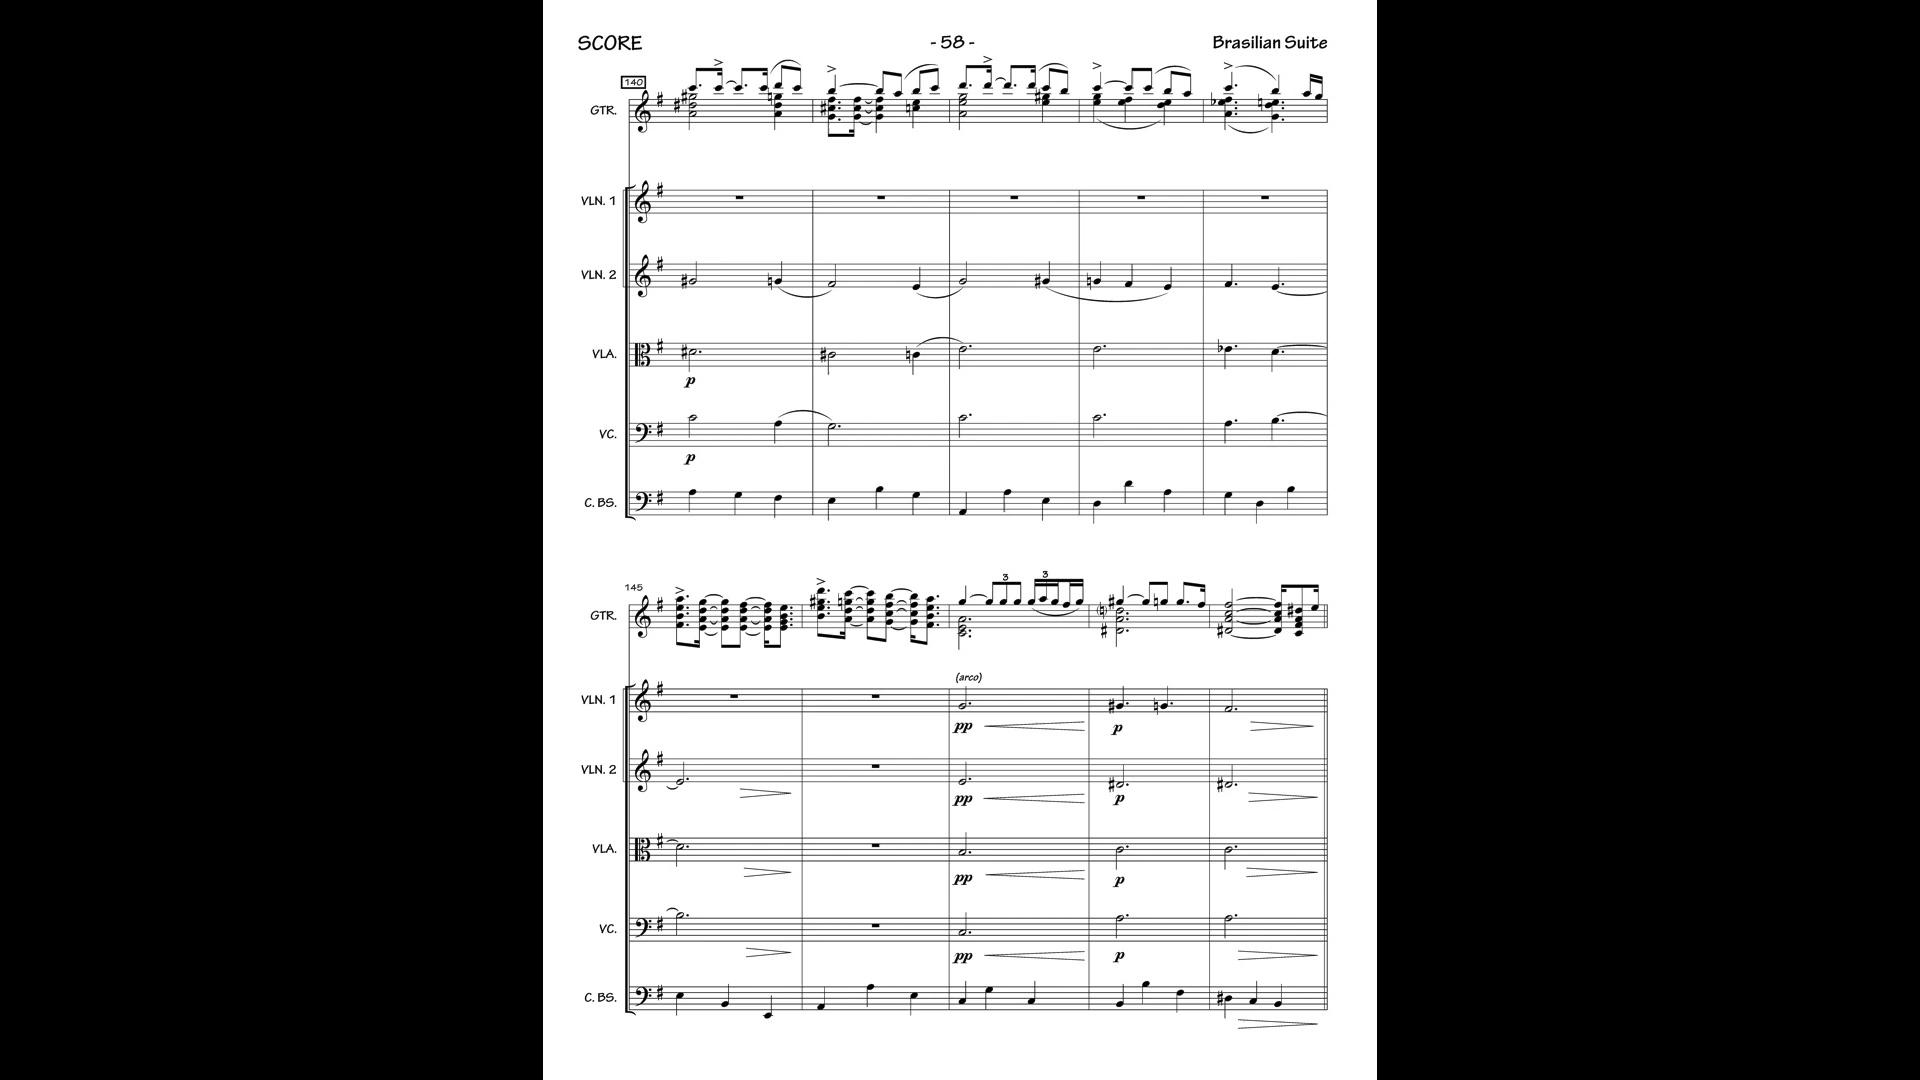 SCORE - 58 - Brasilian Suite
140
GTR.
VLN. 1
VLN. 2
VLA.
p
VC.
p
C. BS.
145
3 3
GTR.
(arco)
VLN. 1
pp p
VLN. 2
pp p
VLA.
pp p
VC.
pp p
C. BS.